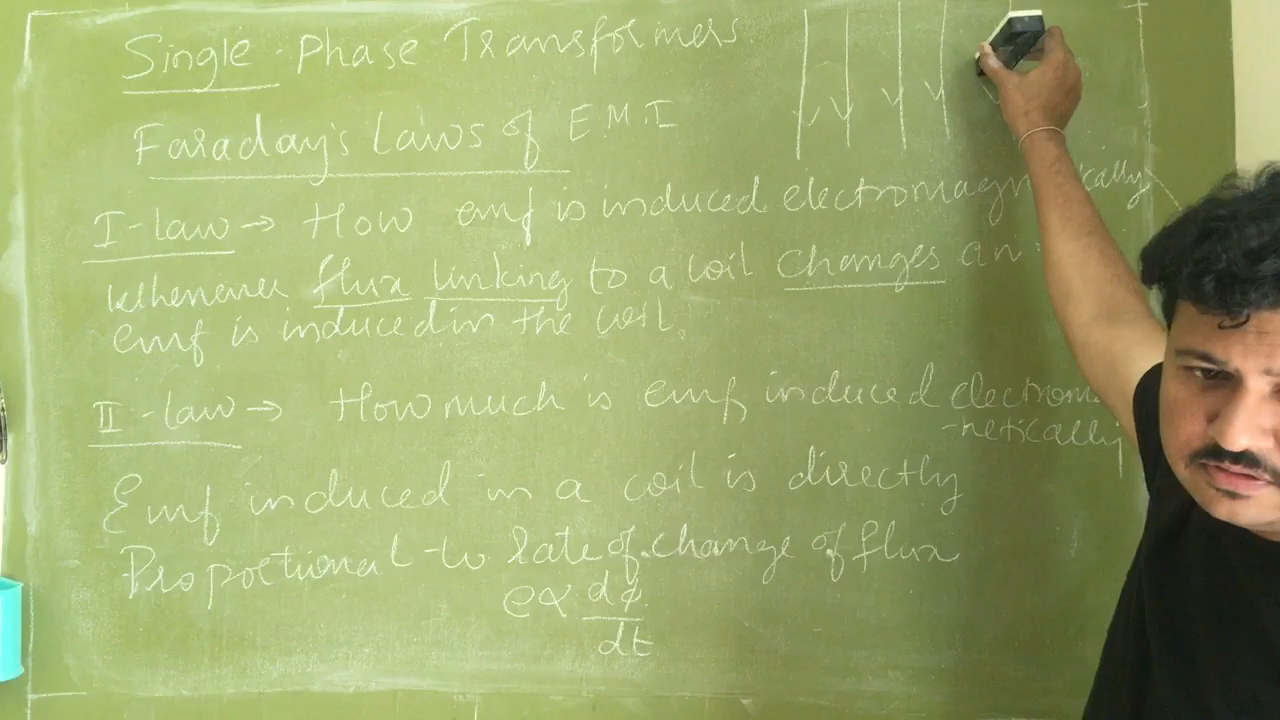 Single Phase Transformers
Faraday's Laws of E.M.I
I-law → How emf is induced electromagnetically
Whenever flux linking to a coil changes an
emf is induced in the coil.
II-law → How much is emf induced electromag
-netically
Emf induced in a coil is directly
Proportional to rate of change of flux
e∝ dϕ
dt